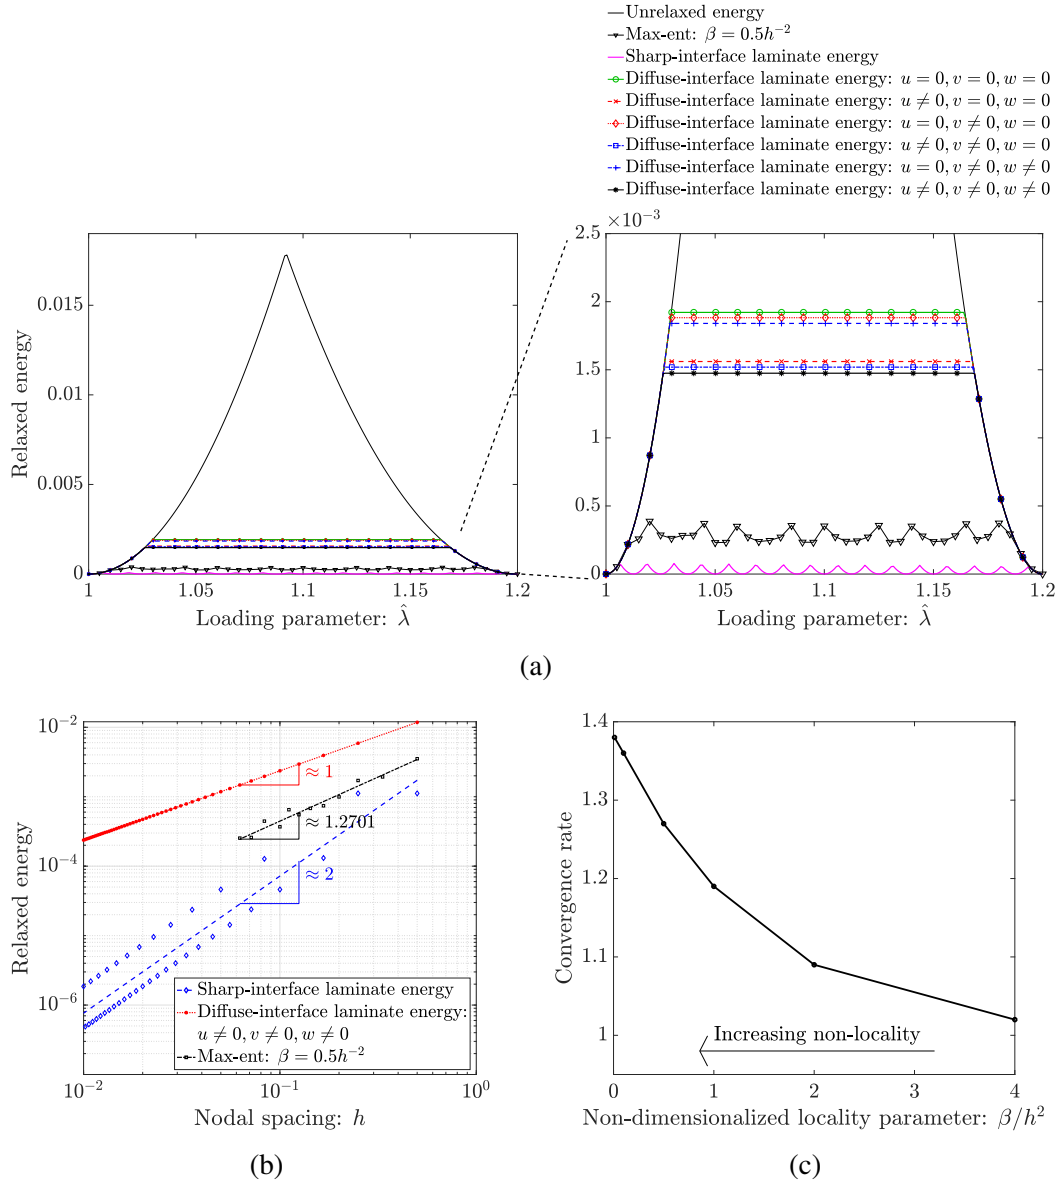 Unrelaxed energy
Max-ent: β = 0.5h⁻²
Sharp-interface laminate energy
Diffuse-interface laminate energy: u = 0, v = 0, w = 0
Diffuse-interface laminate energy: u ≠ 0, v = 0, w = 0
Diffuse-interface laminate energy: u = 0, v ≠ 0, w = 0
Diffuse-interface laminate energy: u ≠ 0, v ≠ 0, w = 0
Diffuse-interface laminate energy: u = 0, v ≠ 0, w ≠ 0
Diffuse-interface laminate energy: u ≠ 0, v ≠ 0, w ≠ 0
Relaxed energy
0.015
0.01
0.005
0
1 1.05 1.1 1.15 1.2
Loading parameter: λ̂
×10⁻³
2.5
2
1.5
1
0.5
0
1 1.05 1.1 1.15 1.2
Loading parameter: λ̂
(a)
Relaxed energy
10⁻²
10⁻⁴
10⁻⁶
≈ 1
≈ 1.2701
≈ 2
Sharp-interface laminate energy
Diffuse-interface laminate energy:
u ≠ 0, v ≠ 0, w ≠ 0
Max-ent: β = 0.5h⁻²
10⁻² 10⁻¹ 10⁰
Nodal spacing: h
(b)
Convergence rate
1.4
1.3
1.2
1.1
1
Increasing non-locality
0 1 2 3 4
Non-dimensionalized locality parameter: β/h²
(c)